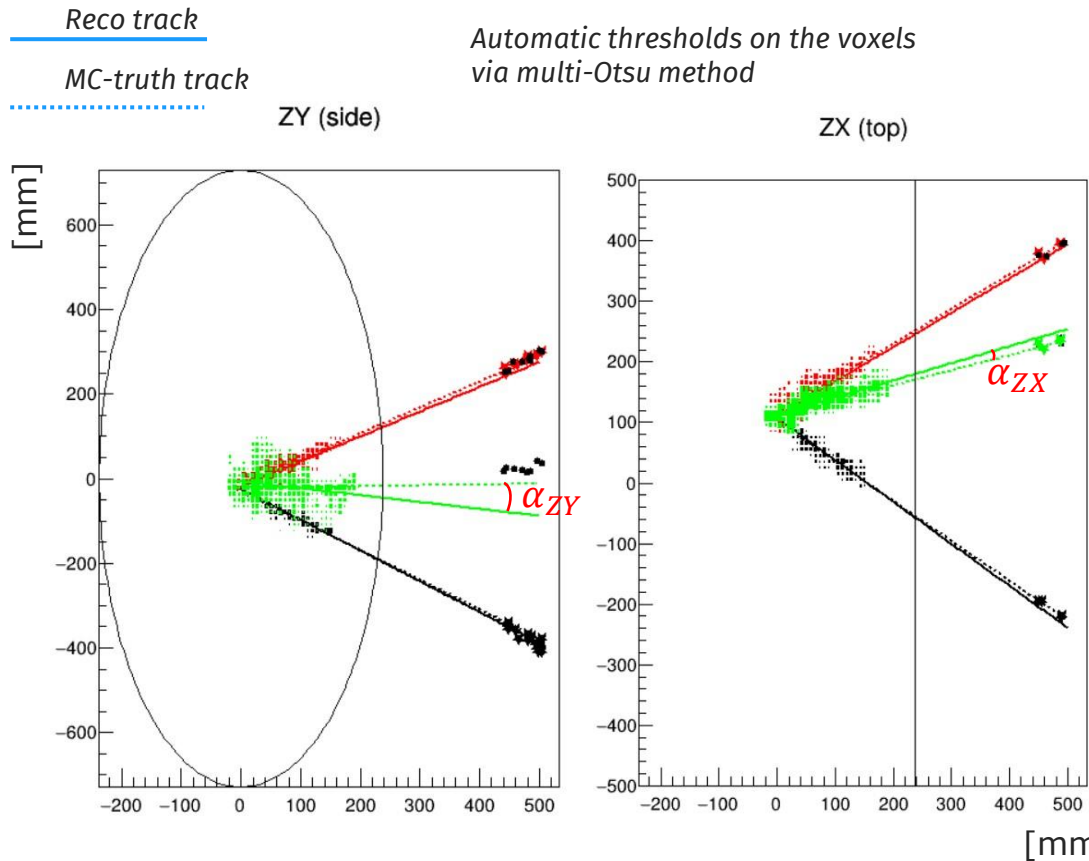 Reco track
MC-truth track
Automatic thresholds on the voxels
via multi-Otsu method
ZY (side)
ZX (top)
[mm]
600
400
200
0
−200
−400
−600
−200 −100 0 100 200 300 400 500
α_ZY
500
400
300
200
100
0
−100
−200
−300
−400
−500
−200 −100 0 100 200 300 400 500
α_ZX
[mm